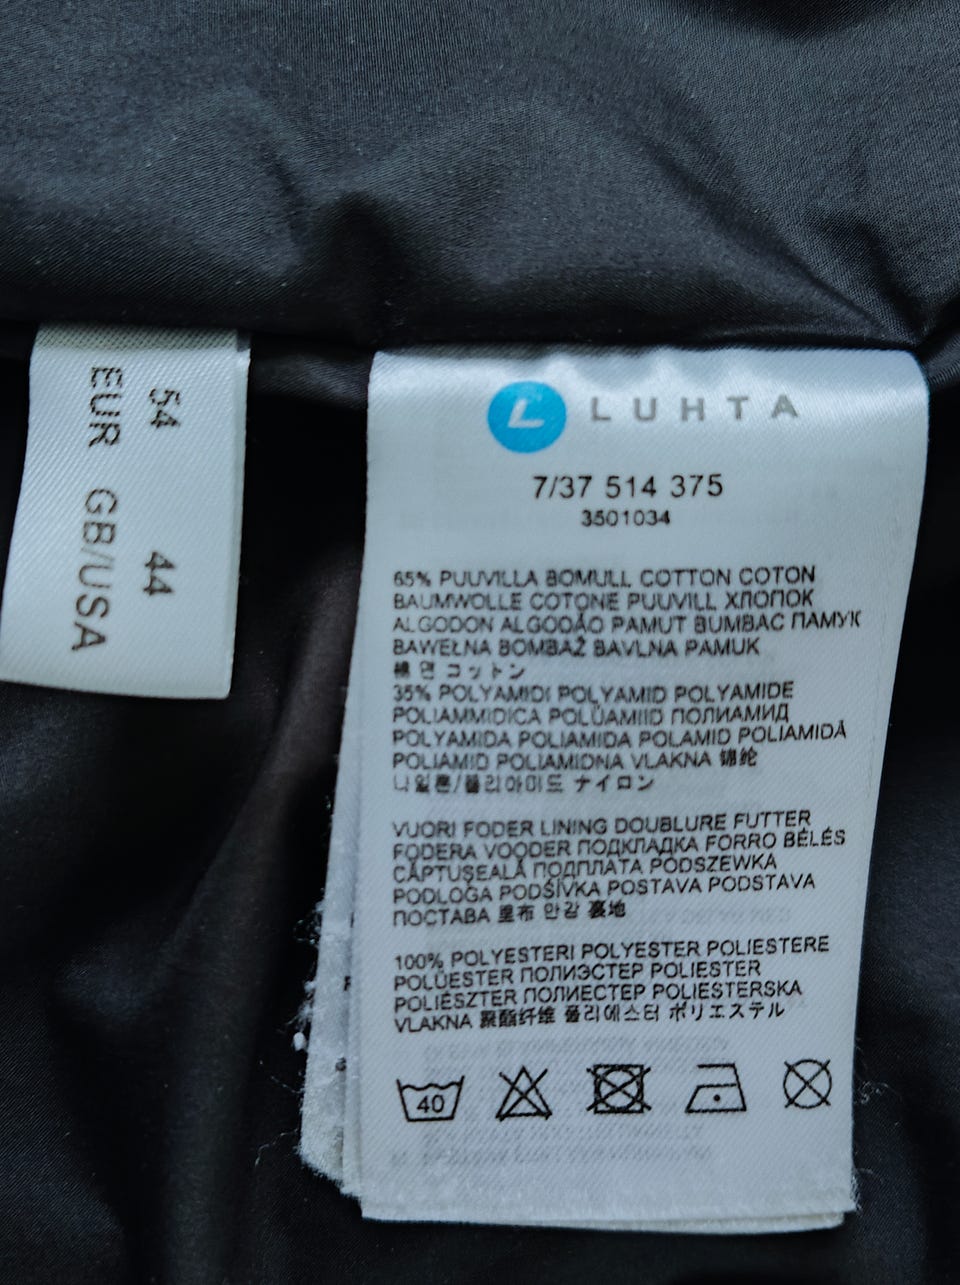 54 44
EUR GB/USA
L LUHTA
7/37 514 375
3501034
65% PUUVILLA BOMULL COTTON COTON
BAUMWOLLE COTONE PUUVILL ХЛОПОК
ALGODON ALGODÃO PAMUT BUMBAC ПАМУК
BAWEŁNA BOMBAŽ BAVLNA PAMUK
棉 면 コットン
35% POLYAMIDI POLYAMID POLYAMIDE
POLIAMMIDICA POLÜAMIID ПОЛИАМИД
POLYAMIDA POLIAMIDA POLAMID POLIAMIDĂ
POLIAMID POLIAMIDNA VLAKNA 锦纶
나일론/폴리아미드 ナイロン
VUORI FODER LINING DOUBLURE FUTTER
FODERA VOODER ПОДКЛАДКА FORRO BÉLÉS
CĂPTUŞEALĂ ПОДПЛАТА PODSZEWKA
PODLOGA PODŠÍVKA POSTAVA PODSTAVA
ПОСТАВА 里布 안감 裏地
100% POLYESTERI POLYESTER POLIESTERE
POLÜESTER ПОЛИЭСТЕР POLIESTER
POLIÉSZTER ПОЛИЕСТЕР POLIESTERSKA
VLAKNA 聚酯纤维 폴리에스터 ポリエステル
40